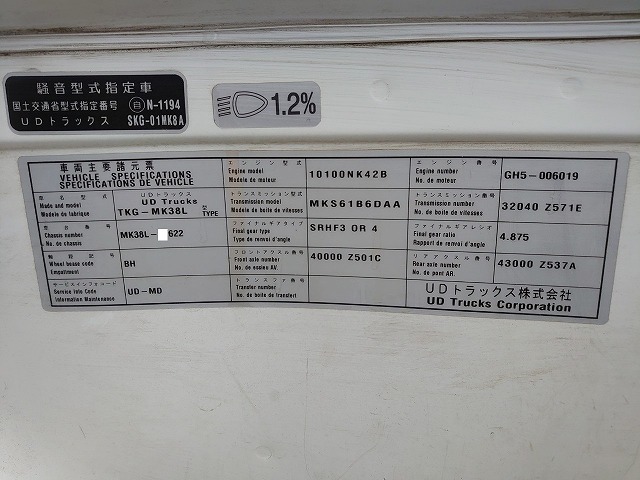 騒音型式指定車
国土交通省型式指定番号 自 N-1194
UDトラックス SKG-01MK8A
1.2%
車両主要諸元票
VEHICLE SPECIFICATIONS
SPECIFICATIONS DE VEHICLE
車名型式
Make and model
Modele de fabrique
UDトラックス
UD Trucks
TKG-MK38L 型 TYPE
車台番号
Chassis number
No. de chassis
MK38L- 622
軸距記号
Wheel basee code
Empattement
BH
サービスインフォコード
Service Info Code
Information Maintenance
UD-MD
エンジン型式
Engine model
Modele de moteur
10100NK42B
トランスミッション型式
Transmission model
Modele de boite de vitesses
MKS61B6DAA
ファイナルギアタイプ
Final gear type
Type de renvoi d'angle
SRHF3 OR 4
フロントアクスル番号
Front axle number
No. de essieu AV.
40000 Z501C
トランスファ番号
Transfer number
No. de boite de transfert
エンジン番号
Engine number
No. de moteur
GH5-006019
トランスミッション番号
Transmission number
No. de boite de vitesses
32040 Z571E
ファイナルギアレシオ
Final gear ratio
Rapport de renvoi d'angle
4.875
リアアクスル番号
Rear axle number
No. de pont AR.
43000 Z537A
UDトラックス株式会社
UD Trucks Corporation